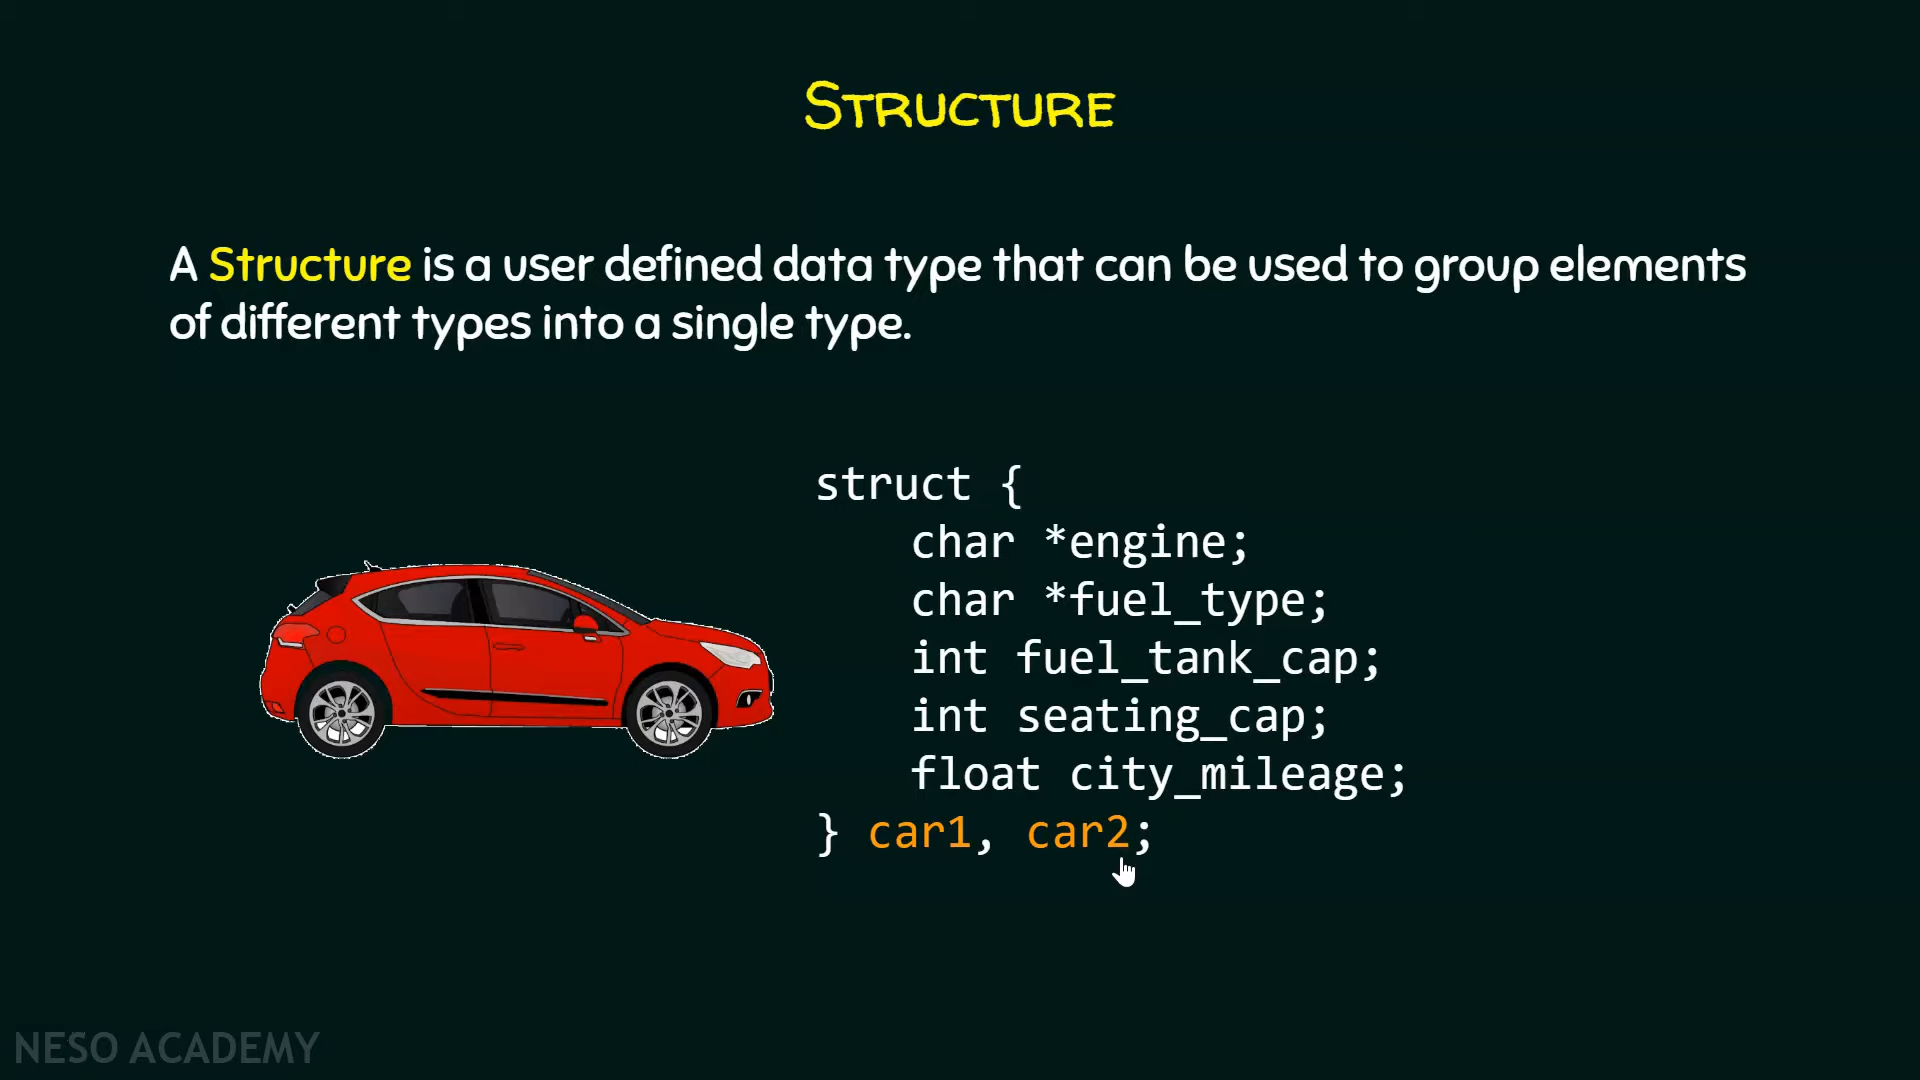 STRUCTURE
A Structure is a user defined data type that can be used to group elements
of different types into a single type.
struct {
char *engine;
char *fuel_type;
int fuel_tank_cap;
int seating_cap;
float city_mileage;
} car1, car2;
NESO ACADEMY